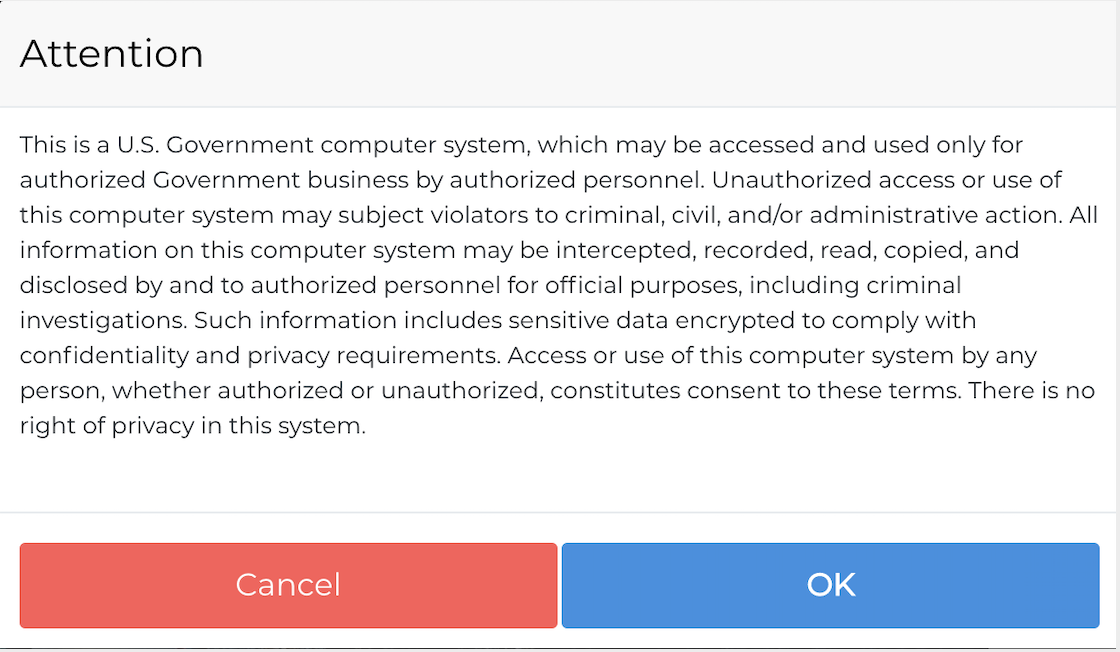 Attention
This is a U.S. Government computer system, which may be accessed and used only for
authorized Government business by authorized personnel. Unauthorized access or use of
this computer system may subject violators to criminal, civil, and/or administrative action. All
information on this computer system may be intercepted, recorded, read, copied, and
disclosed by and to authorized personnel for official purposes, including criminal
investigations. Such information includes sensitive data encrypted to comply with
confidentiality and privacy requirements. Access or use of this computer system by any
person, whether authorized or unauthorized, constitutes consent to these terms. There is no
right of privacy in this system.
Cancel
OK